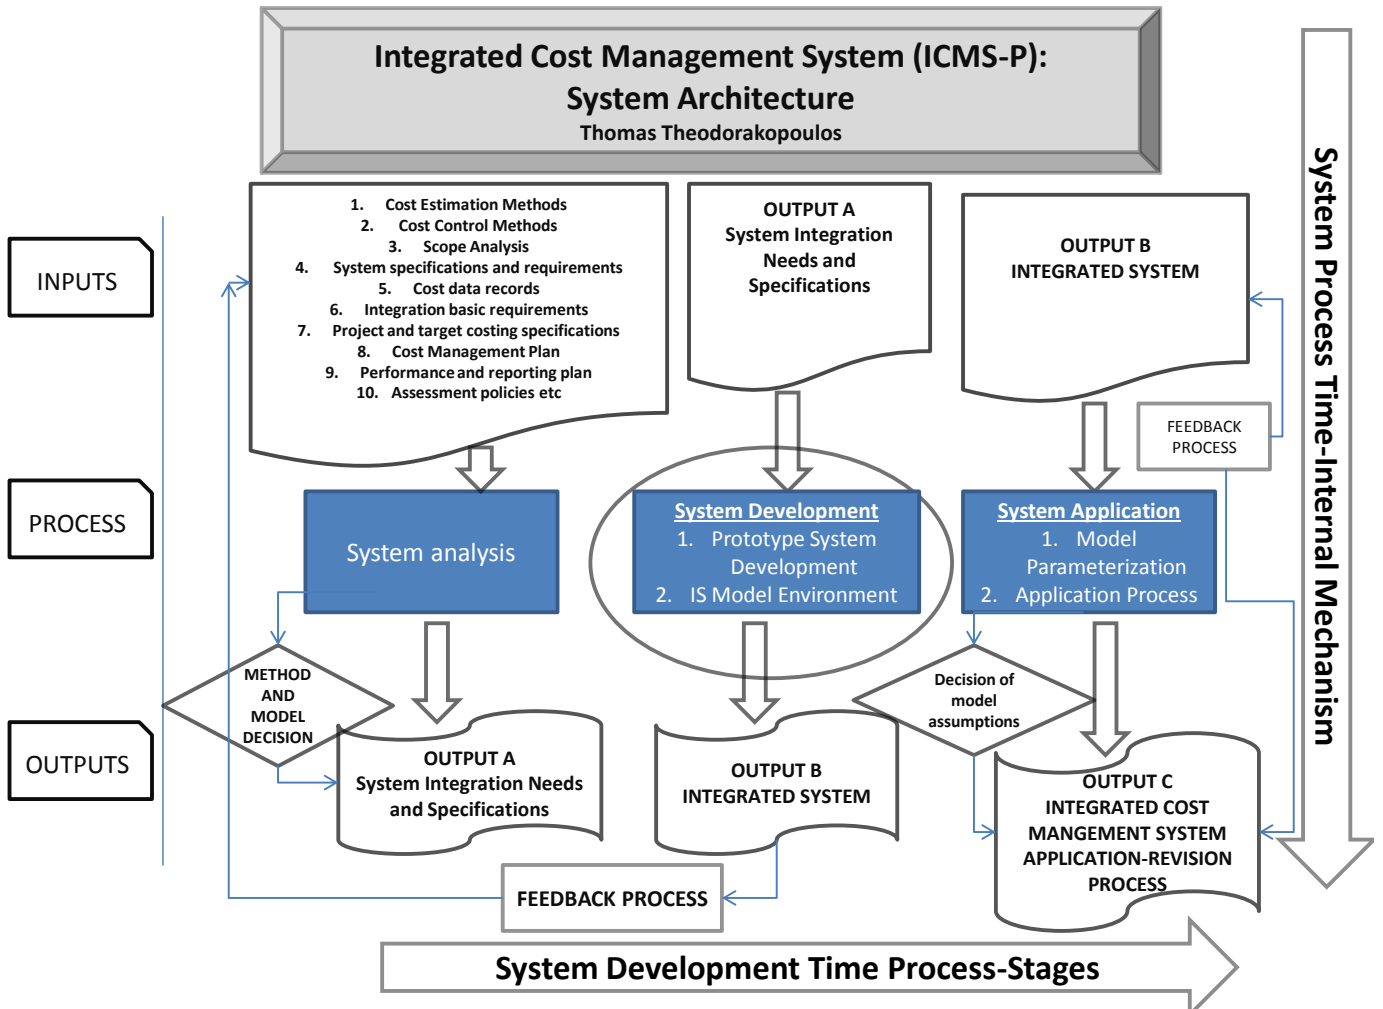 Integrated Cost Management System (ICMS-P):
System Architecture
Thomas Theodorakopoulos
System Process Time-Internal Mechanism
INPUTS
1. Cost Estimation Methods
2. Cost Control Methods
3. Scope Analysis
4. System specifications and requirements
5. Cost data records
6. Integration basic requirements
7. Project and target costing specifications
8. Cost Management Plan
9. Performance and reporting plan
10. Assessment policies etc
OUTPUT A
System Integration
Needs and
Specifications
OUTPUT B
INTEGRATED SYSTEM
FEEDBACK
PROCESS
PROCESS
System analysis
System Development
1. Prototype System
Development
2. IS Model Environment
System Application
1. Model
Parameterization
2. Application Process
METHOD
AND
MODEL
DECISION
Decision of
model
assumptions
OUTPUTS
OUTPUT A
System Integration Needs
and Specifications
OUTPUT B
INTEGRATED SYSTEM
OUTPUT C
INTEGRATED COST
MANGEMENT SYSTEM
APPLICATION-REVISION
PROCESS
FEEDBACK PROCESS
System Development Time Process-Stages